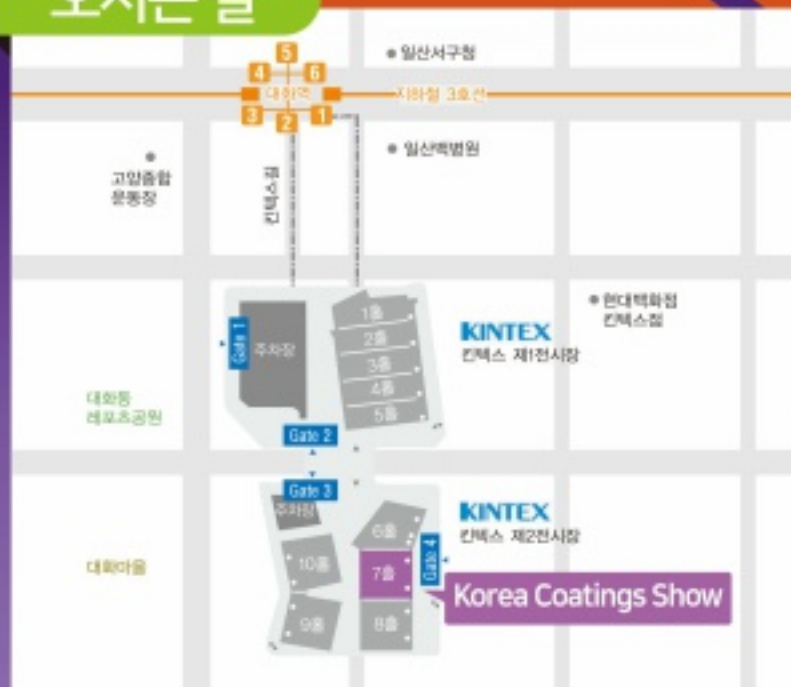 오시는 길
5
4
6
대화역
지하철 3호선
3
2
1
일산서구청
일산백병원
고양종합
운동장
킨텍스길
현대백화점
킨텍스점
Gate 1
주차장
1홀
2홀
3홀
4홀
5홀
KINTEX
킨텍스 제1전시장
대화동
레포츠공원
Gate 2
Gate 3
주차장
6홀
KINTEX
킨텍스 제2전시장
10홀
7홀
Gate 4
대화마을
Korea Coatings Show
9홀
8홀